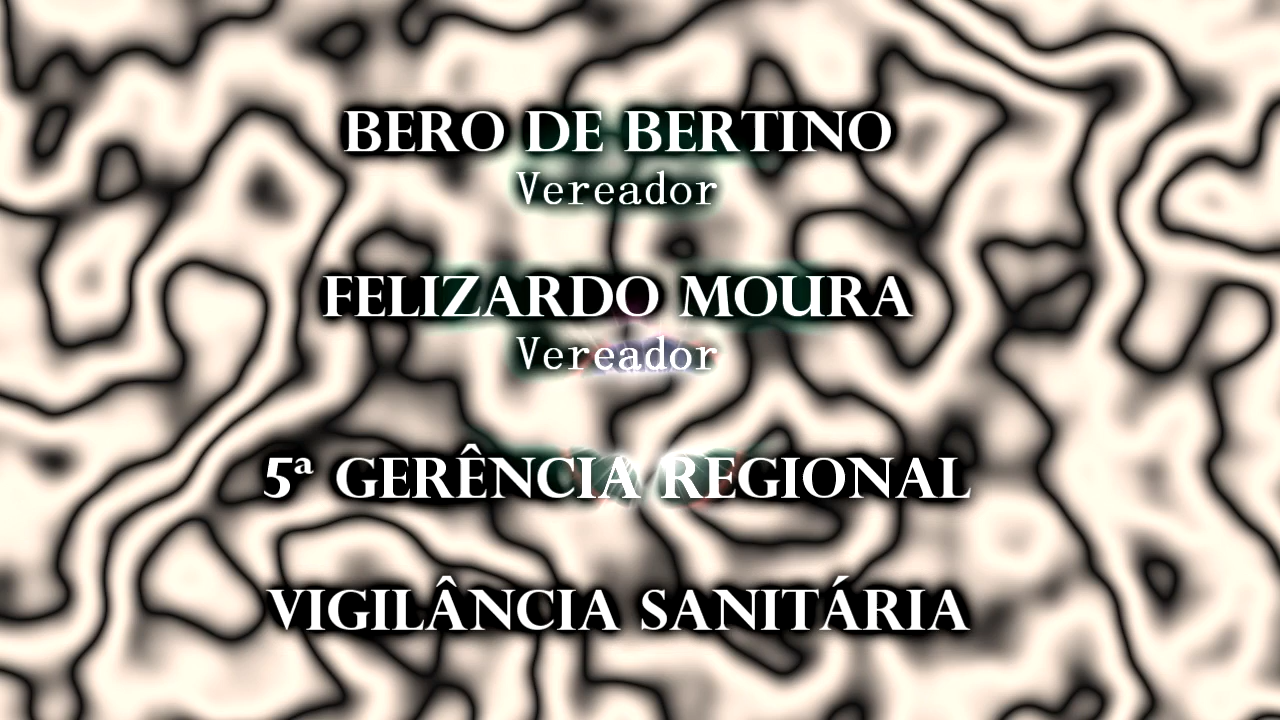 BERO DE BERTINO
Vereador
FELIZARDO MOURA
Vereador
5ª GERÊNCIA REGIONAL
VIGILÂNCIA SANITÁRIA